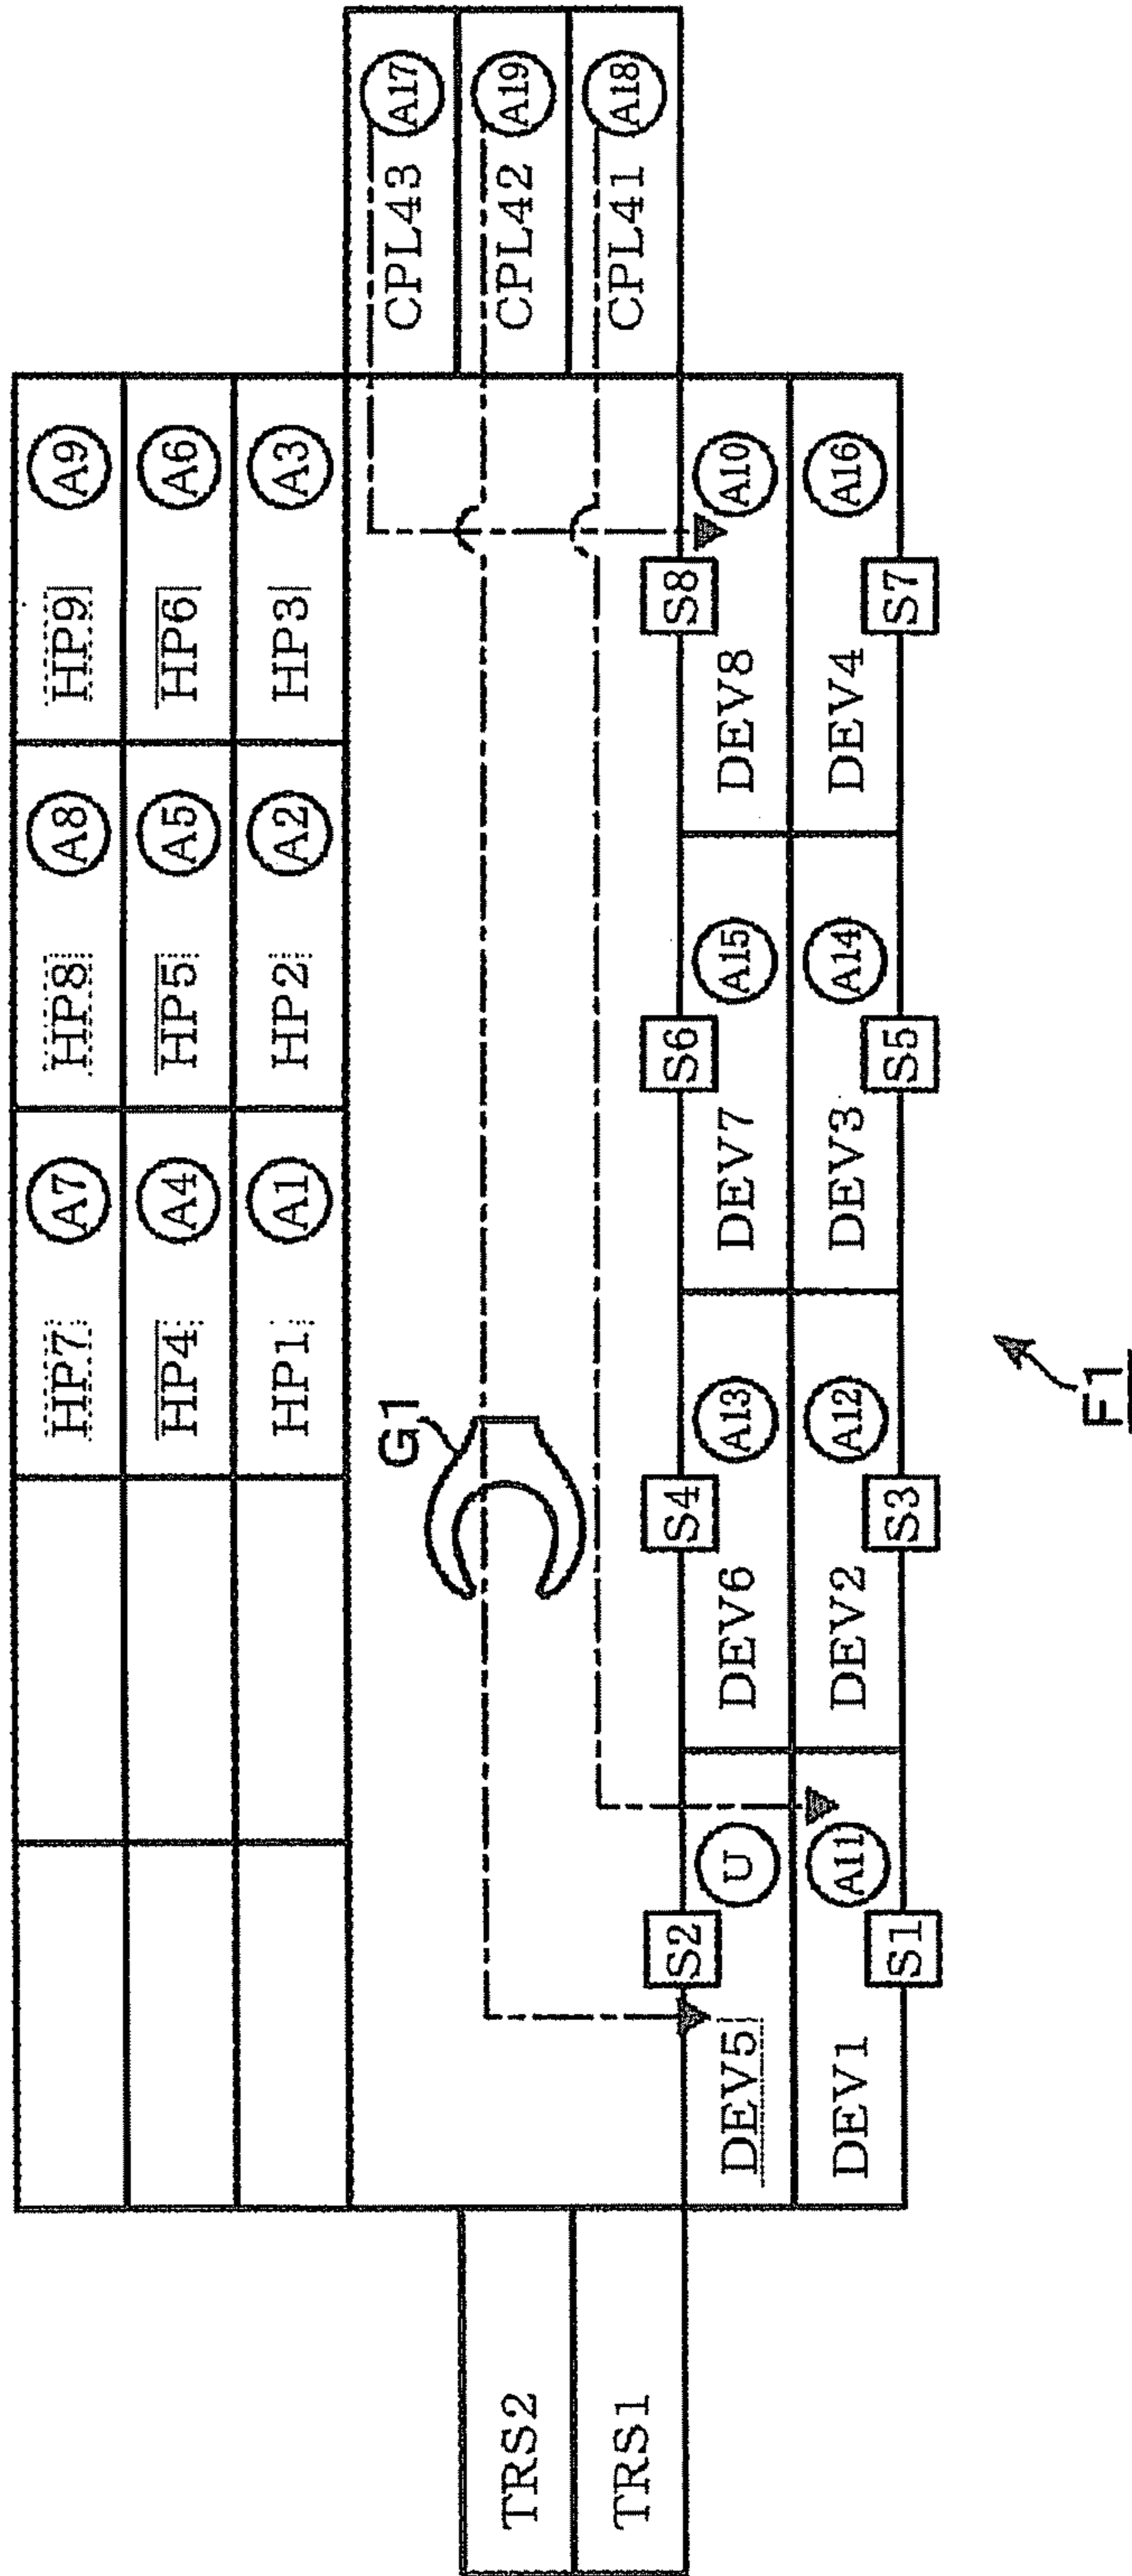 HP7 A7 HP8 A8 HP9 A9
HP4 A4 HP5 A5 HP6 A6
HP1 A1 HP2 A2 HP3 A3
CPL43 A17
G1
TRS2
CPL42 A19
TRS1
CPL41 A18
S2 S4 S6 S8
DEV5 U DEV6 A13 DEV7 A15 DEV8 A10
DEV1 A11 DEV2 A12 DEV3 A14 DEV4 A16
S1 S3 S5 S7
F1